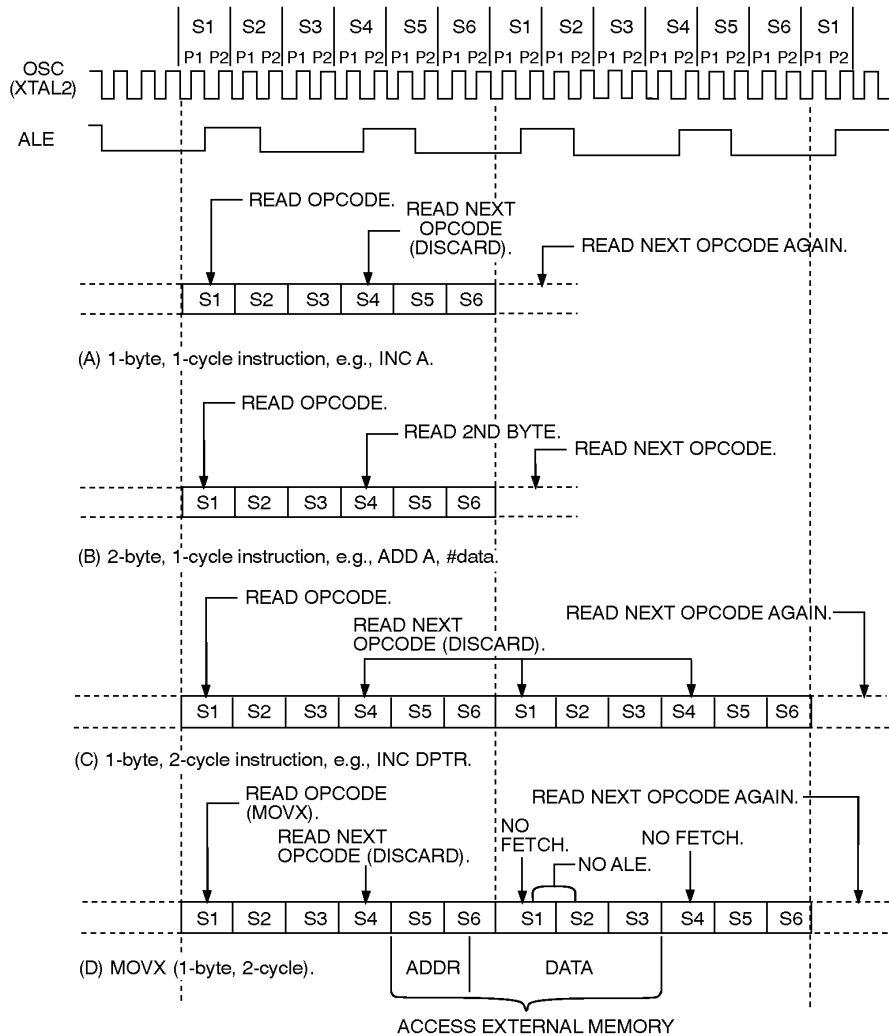 S1 S2 S3 S4 S5 S6 S1 S2 S3 S4 S5 S6 S1
P1 P2 P1 P2 P1 P2 P1 P2 P1 P2 P1 P2 P1 P2 P1 P2 P1 P2 P1 P2 P1 P2 P1 P2 P1 P2
OSC
(XTAL2)
ALE
READ OPCODE.
READ NEXT
OPCODE
(DISCARD).
READ NEXT OPCODE AGAIN.
S1 S2 S3 S4 S5 S6
(A) 1-byte, 1-cycle instruction, e.g., INC A.
READ OPCODE.
READ 2ND BYTE.
READ NEXT OPCODE.
S1 S2 S3 S4 S5 S6
(B) 2-byte, 1-cycle instruction, e.g., ADD A, #data.
READ OPCODE.
READ NEXT
OPCODE (DISCARD).
READ NEXT OPCODE AGAIN.
S1 S2 S3 S4 S5 S6 S1 S2 S3 S4 S5 S6
(C) 1-byte, 2-cycle instruction, e.g., INC DPTR.
READ OPCODE
(MOVX).
READ NEXT
OPCODE (DISCARD).
NO
FETCH.
NO ALE.
NO FETCH.
READ NEXT OPCODE AGAIN.
S1 S2 S3 S4 S5 S6 S1 S2 S3 S4 S5 S6
(D) MOVX (1-byte, 2-cycle).
ADDR
DATA
ACCESS EXTERNAL MEMORY